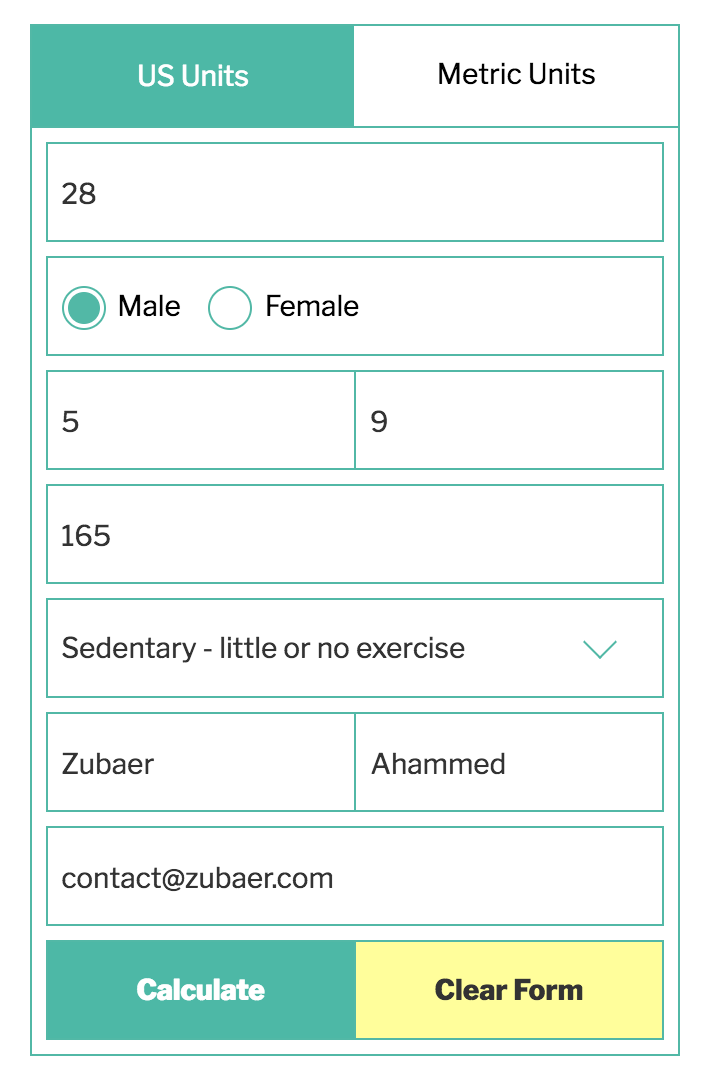 US Units Metric Units
28
Male Female
5 9
165
Sedentary - little or no exercise
Zubaer Ahammed
contact@zubaer.com
Calculate Clear Form